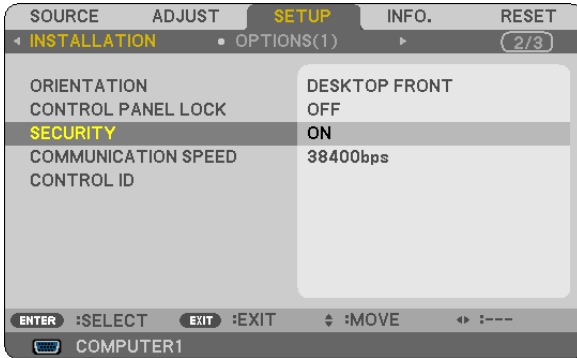 SOURCE ADJUST SETUP INFO. RESET
INSTALLATION • OPTIONS(1) 2/3
ORIENTATION DESKTOP FRONT
CONTROL PANEL LOCK OFF
SECURITY ON
COMMUNICATION SPEED 38400bps
CONTROL ID
ENTER :SELECT EXIT :EXIT :MOVE :---
COMPUTER1